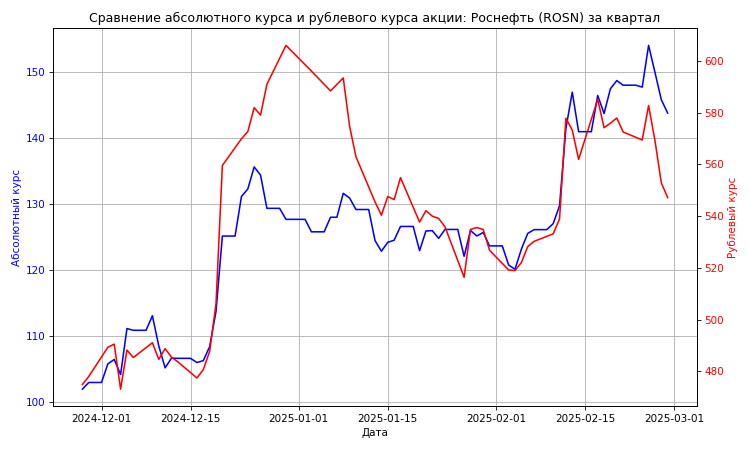 Сравнение абсолютного курса и рублевого курса акции: Роснефть (ROSN) за квартал
Абсолютный курс
150
140
130
120
110
100
600
580
560
540
520
500
480
Рублевый курс
2024-12-01 2024-12-15 2025-01-01 2025-01-15 2025-02-01 2025-02-15 2025-03-01
Дата